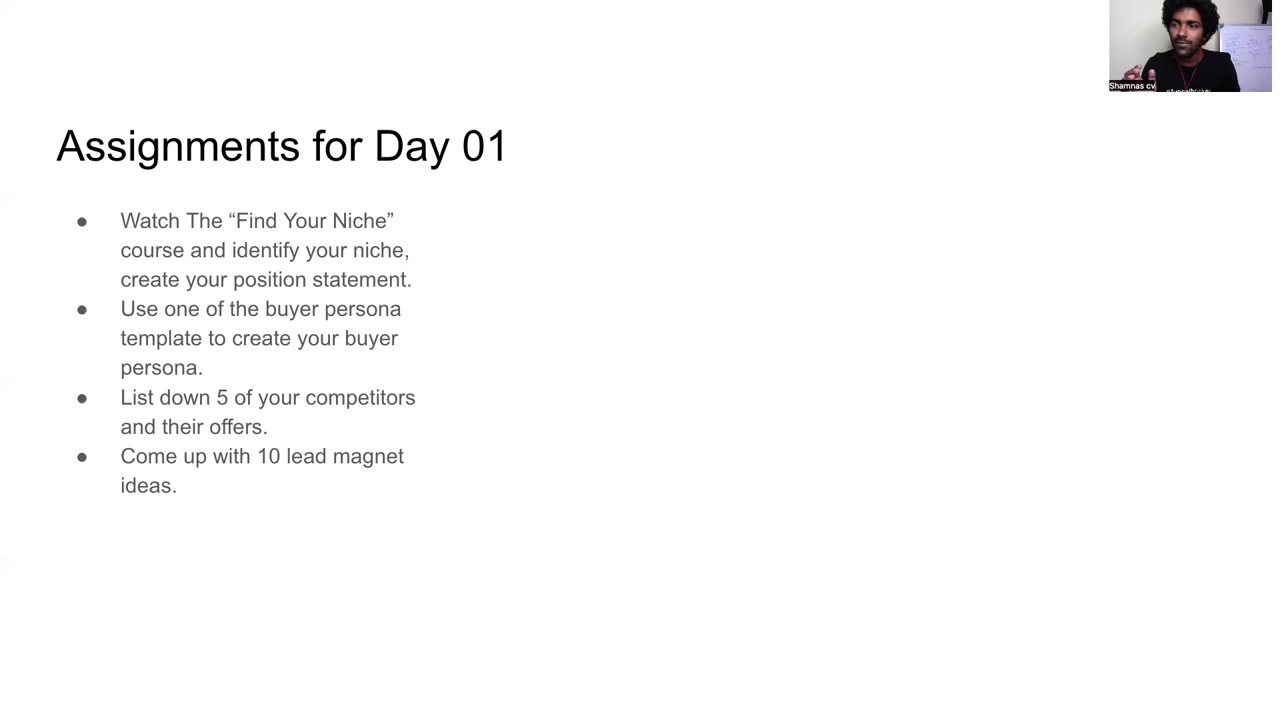 Shamnas cv
Assignments for Day 01
● Watch The “Find Your Niche”
course and identify your niche,
create your position statement.
● Use one of the buyer persona
template to create your buyer
persona.
● List down 5 of your competitors
and their offers.
● Come up with 10 lead magnet
ideas.